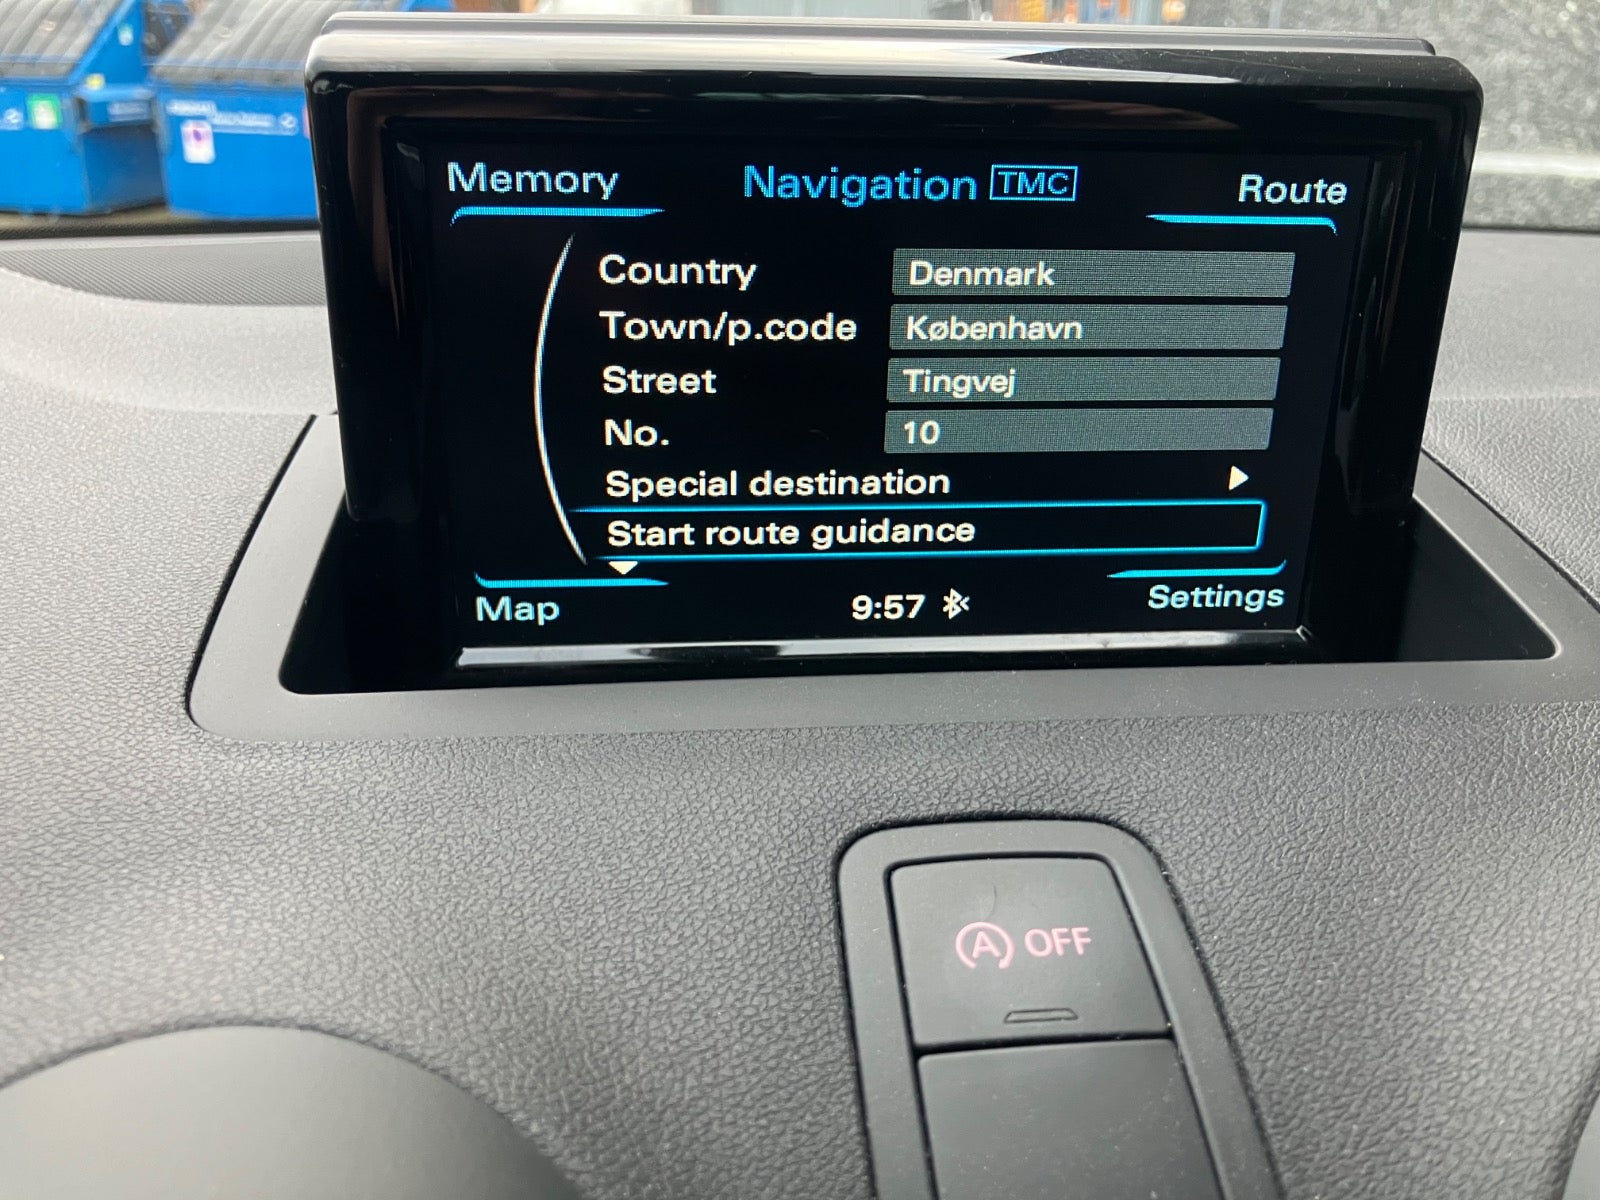 Memory Navigation TMC Route
Country Denmark
Town/p.code København
Street Tingvej
No. 10
Special destination
Start route guidance
Map 9:57 Settings
A OFF